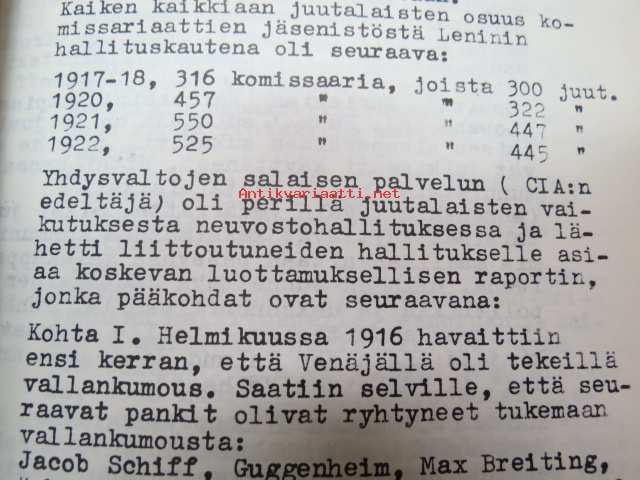 Kaiken kaikkiaan juutalaisten osuus ko-
missariaattien jäsenistöstä Leninin
hallituskautena oli seuraava:
1917-18, 316 komissaaria, joista 300 juut.
1920, 457 " " 322 "
1921, 550 " " 447 "
1922, 525 " " 445 "
Yhdysvaltojen salaisen palvelun ( CIA:n
Antikvariaatti.net
edeltäjä) oli perillä juutalaisten vai-
kutuksesta neuvostohallituksessa ja lä-
hetti liittoutuneiden hallitukselle asi-
aa koskevan luottamuksellisen raportin,
jonka pääkohdat ovat seuraavana:
Kohta I. Helmikuussa 1916 havaittiin
ensi kerran, että Venäjällä oli tekeillä
vallankumous. Saatiin selville, että seu-
raavat pankit olivat ryhtyneet tukemaan
vallankumousta:
Jacob Schiff, Guggenheim, Max Breiting,